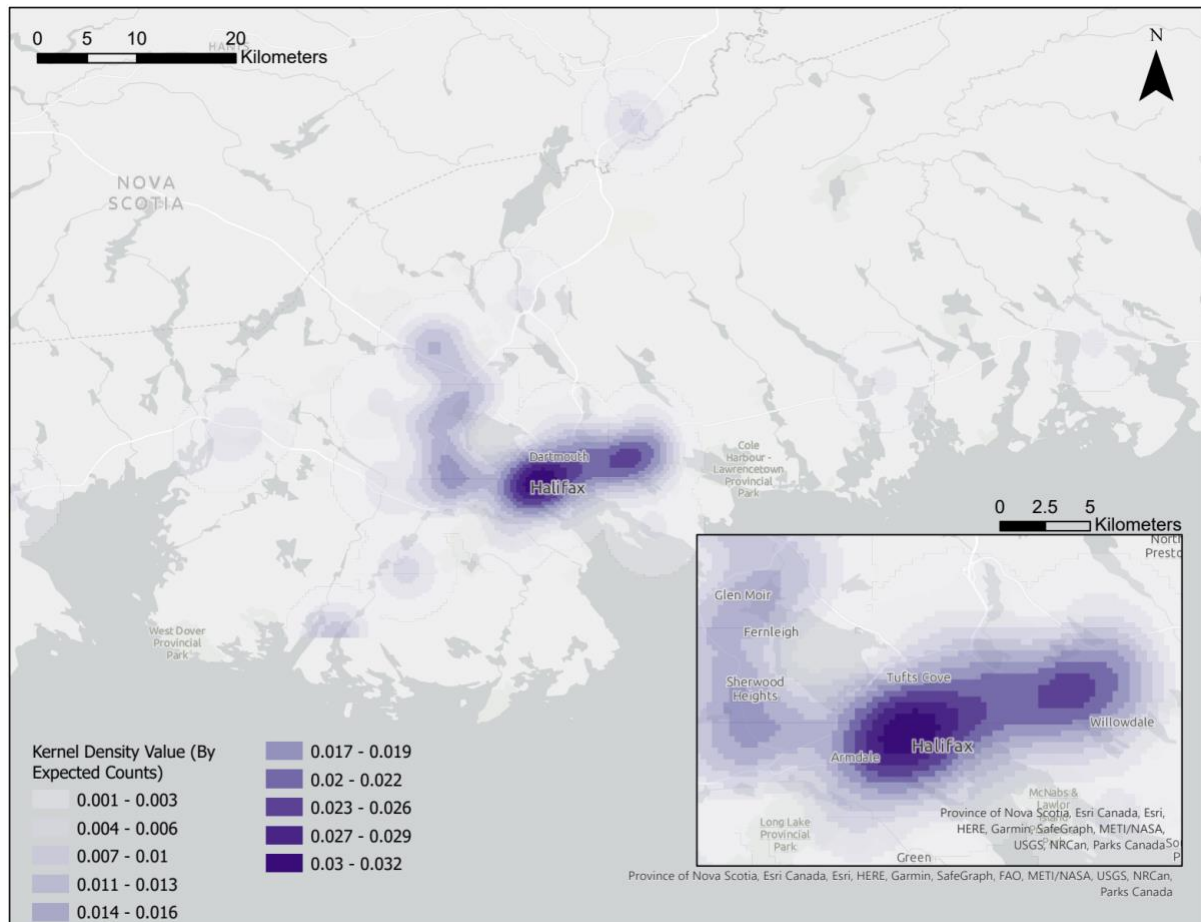 0 5 10 20
Kilometers
HANTS
N
NOVA
SCOTIA
Dartmouth
Halifax
Cole
Harbour -
Lawrencetown
Provincial
Park
West Dover
Provincial
Park
0 2.5 5
Kilometers
North
Presto
Glen Moir
Fernleigh
Sherwood
Heights
Tufts Cove
Willowdale
Halifax
Armdale
McNabs &
Lawlor
Long Lake
Provincial
Park
Green
Province of Nova Scotia, Esri Canada, Esri,
HERE, Garmin, SafeGraph, METI/NASA,
USGS, NRCan, Parks Canada
So
P
Province of Nova Scotia, Esri Canada, Esri, HERE, Garmin, SafeGraph, FAO, METI/NASA, USGS, NRCan,
Parks Canada
Kernel Density Value (By
Expected Counts)
0.001 - 0.003
0.004 - 0.006
0.007 - 0.01
0.011 - 0.013
0.014 - 0.016
0.017 - 0.019
0.02 - 0.022
0.023 - 0.026
0.027 - 0.029
0.03 - 0.032